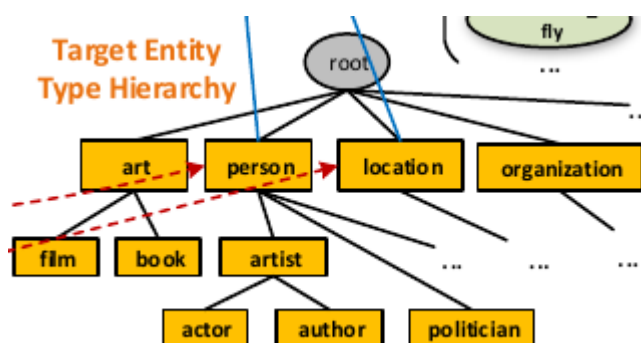 fly
Target Entity
Type Hierarchy
root
...
...
art
person
location
organization
film
book
artist
...
...
...
actor
author
politician